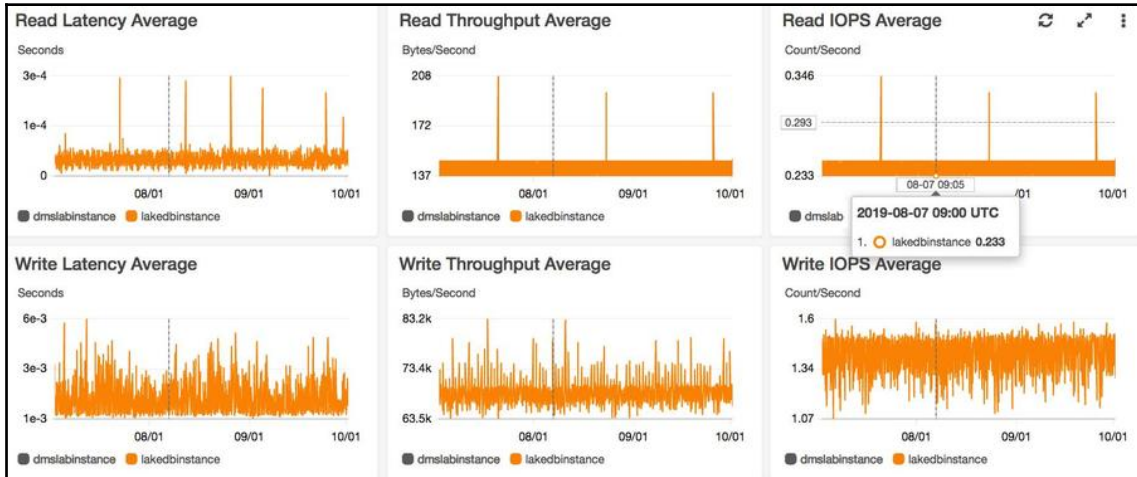 Read Latency Average
Seconds
3e-4
1e-4
0
08/01 09/01 10/01
dmslabinstance lakedbinstance
Read Throughput Average
Bytes/Second
208
172
137
08/01 09/01 10/01
dmslabinstance lakedbinstance
Read IOPS Average
Count/Second
0.346
0.293
0.233
08-07 09:05 /01 10/01
dmslab
2019-08-07 09:00 UTC
1. lakedbinstance 0.233
Write Latency Average
Seconds
6e-3
3e-3
1e-3
08/01 09/01 10/01
dmslabinstance lakedbinstance
Write Throughput Average
Bytes/Second
83.2k
73.4k
63.5k
08/01 09/01 10/01
dmslabinstance lakedbinstance
Write IOPS Average
Count/Second
1.6
1.34
1.07
08/01 09/01 10/01
dmslabinstance lakedbinstance